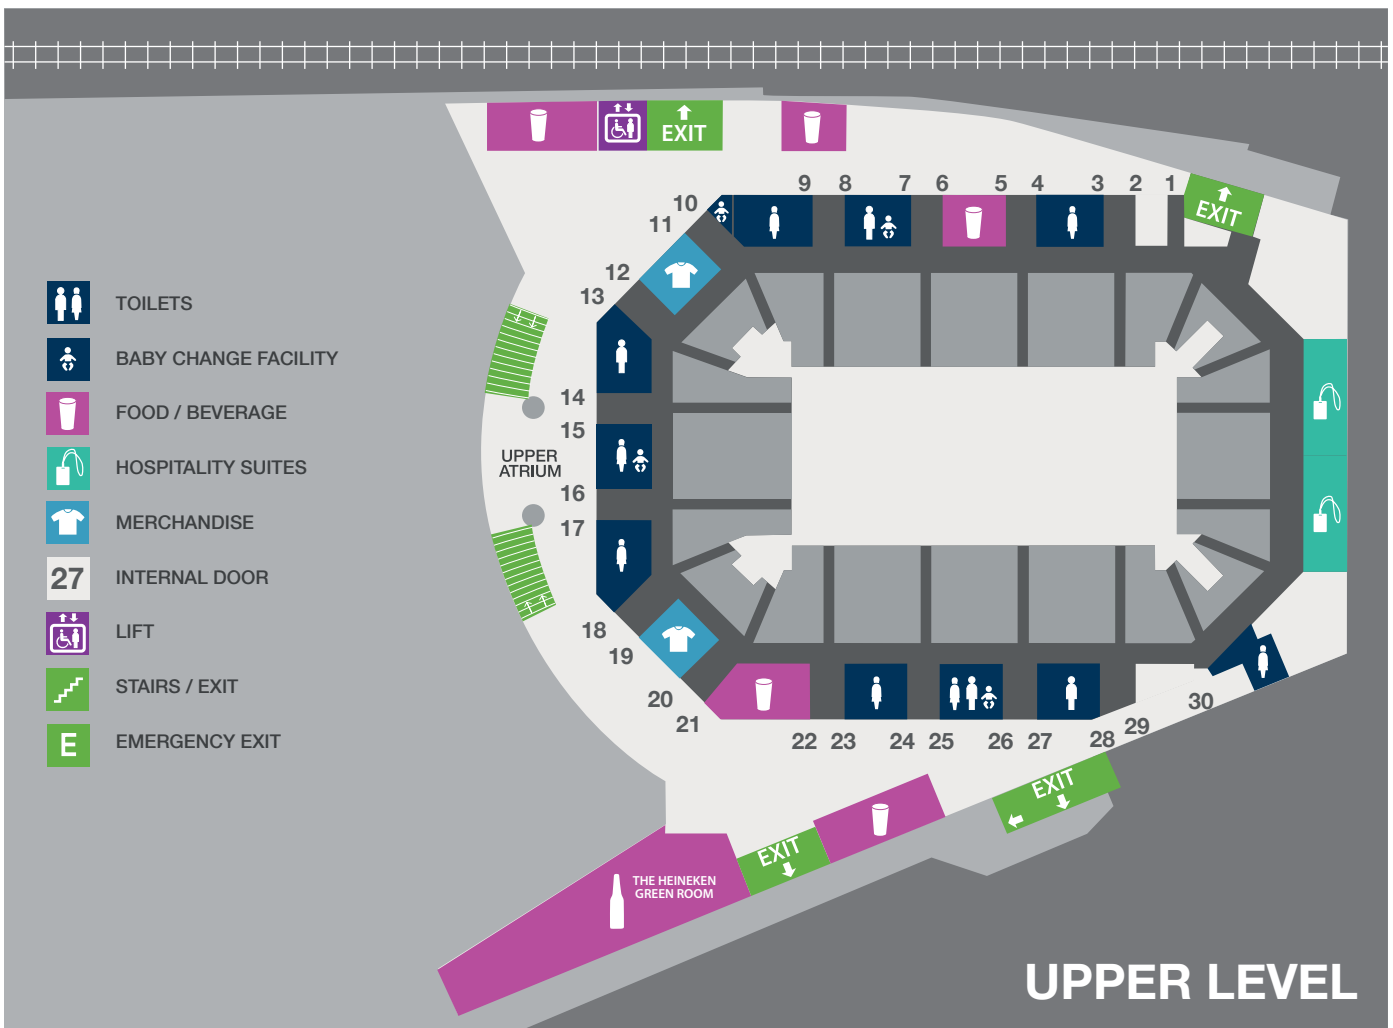 EXIT
9 8 7 6 5 4 3 2 1
EXIT
10
11
12
13
TOILETS
BABY CHANGE FACILITY
14
FOOD / BEVERAGE
15
UPPER
ATRIUM
HOSPITALITY SUITES
16
MERCHANDISE
17
27 INTERNAL DOOR
LIFT
18
19
STAIRS / EXIT
20
21
30
29
E EMERGENCY EXIT
22 23 24 25 26 27 28
EXIT
EXIT
THE HEINEKEN
GREEN ROOM
UPPER LEVEL